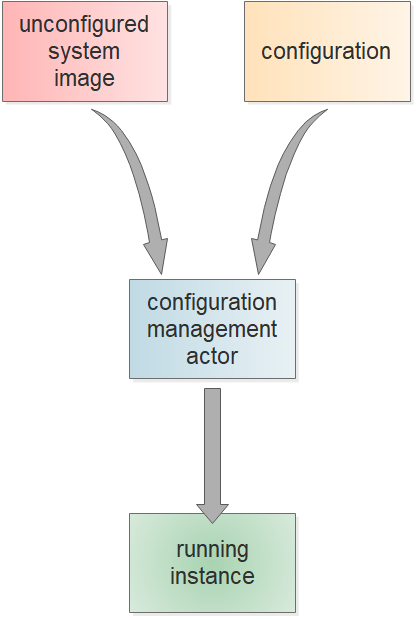 unconfigured
system
image
configuration
configuration
management
actor
running
instance